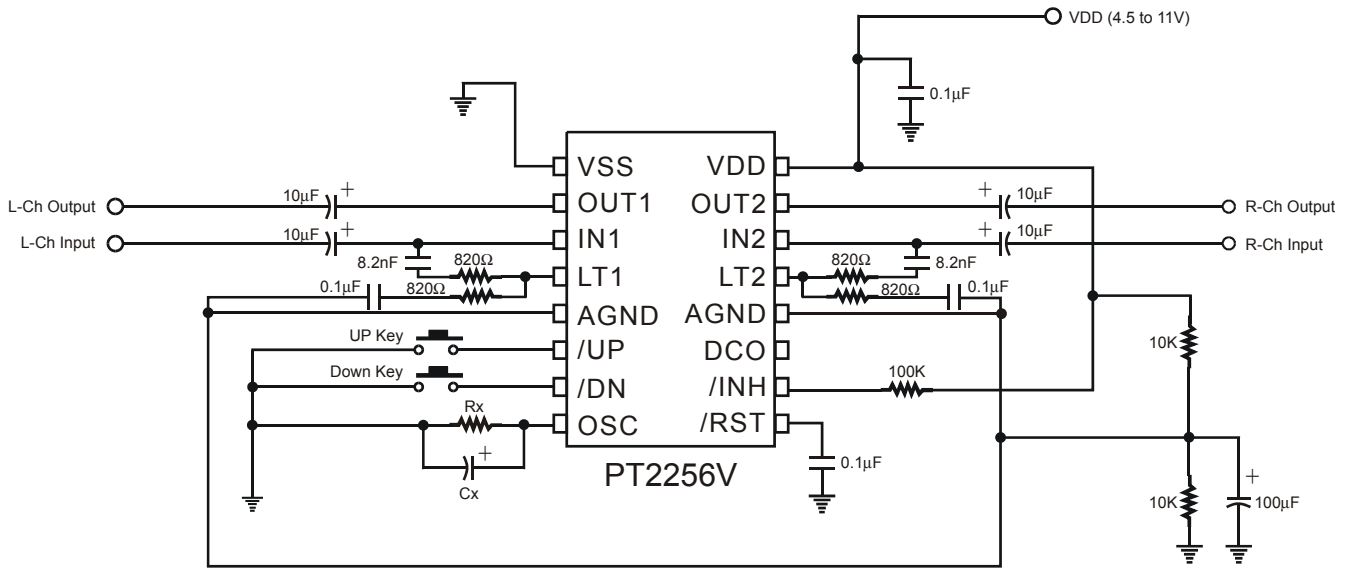 VDD (4.5 to 11V)
0.1μF
VSS
VDD
L-Ch Output
10μF
+
OUT1
OUT2
+
10μF
R-Ch Output
L-Ch Input
10μF
+
IN1
IN2
+
10μF
R-Ch Input
8.2nF
820Ω
LT1
LT2
820Ω
8.2nF
0.1μF
820Ω
820Ω
0.1μF
AGND
AGND
UP Key
/UP
DCO
10K
Down Key
/DN
/INH
100K
Rx
OSC
/RST
+
Cx
0.1μF
PT2256V
10K
+
100μF